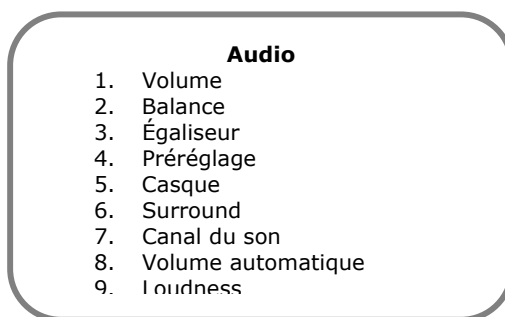 Audio
1. Volume
2. Balance
3. Égaliseur
4. Préréglage
5. Casque
6. Surround
7. Canal du son
8. Volume automatique
9. Loudness